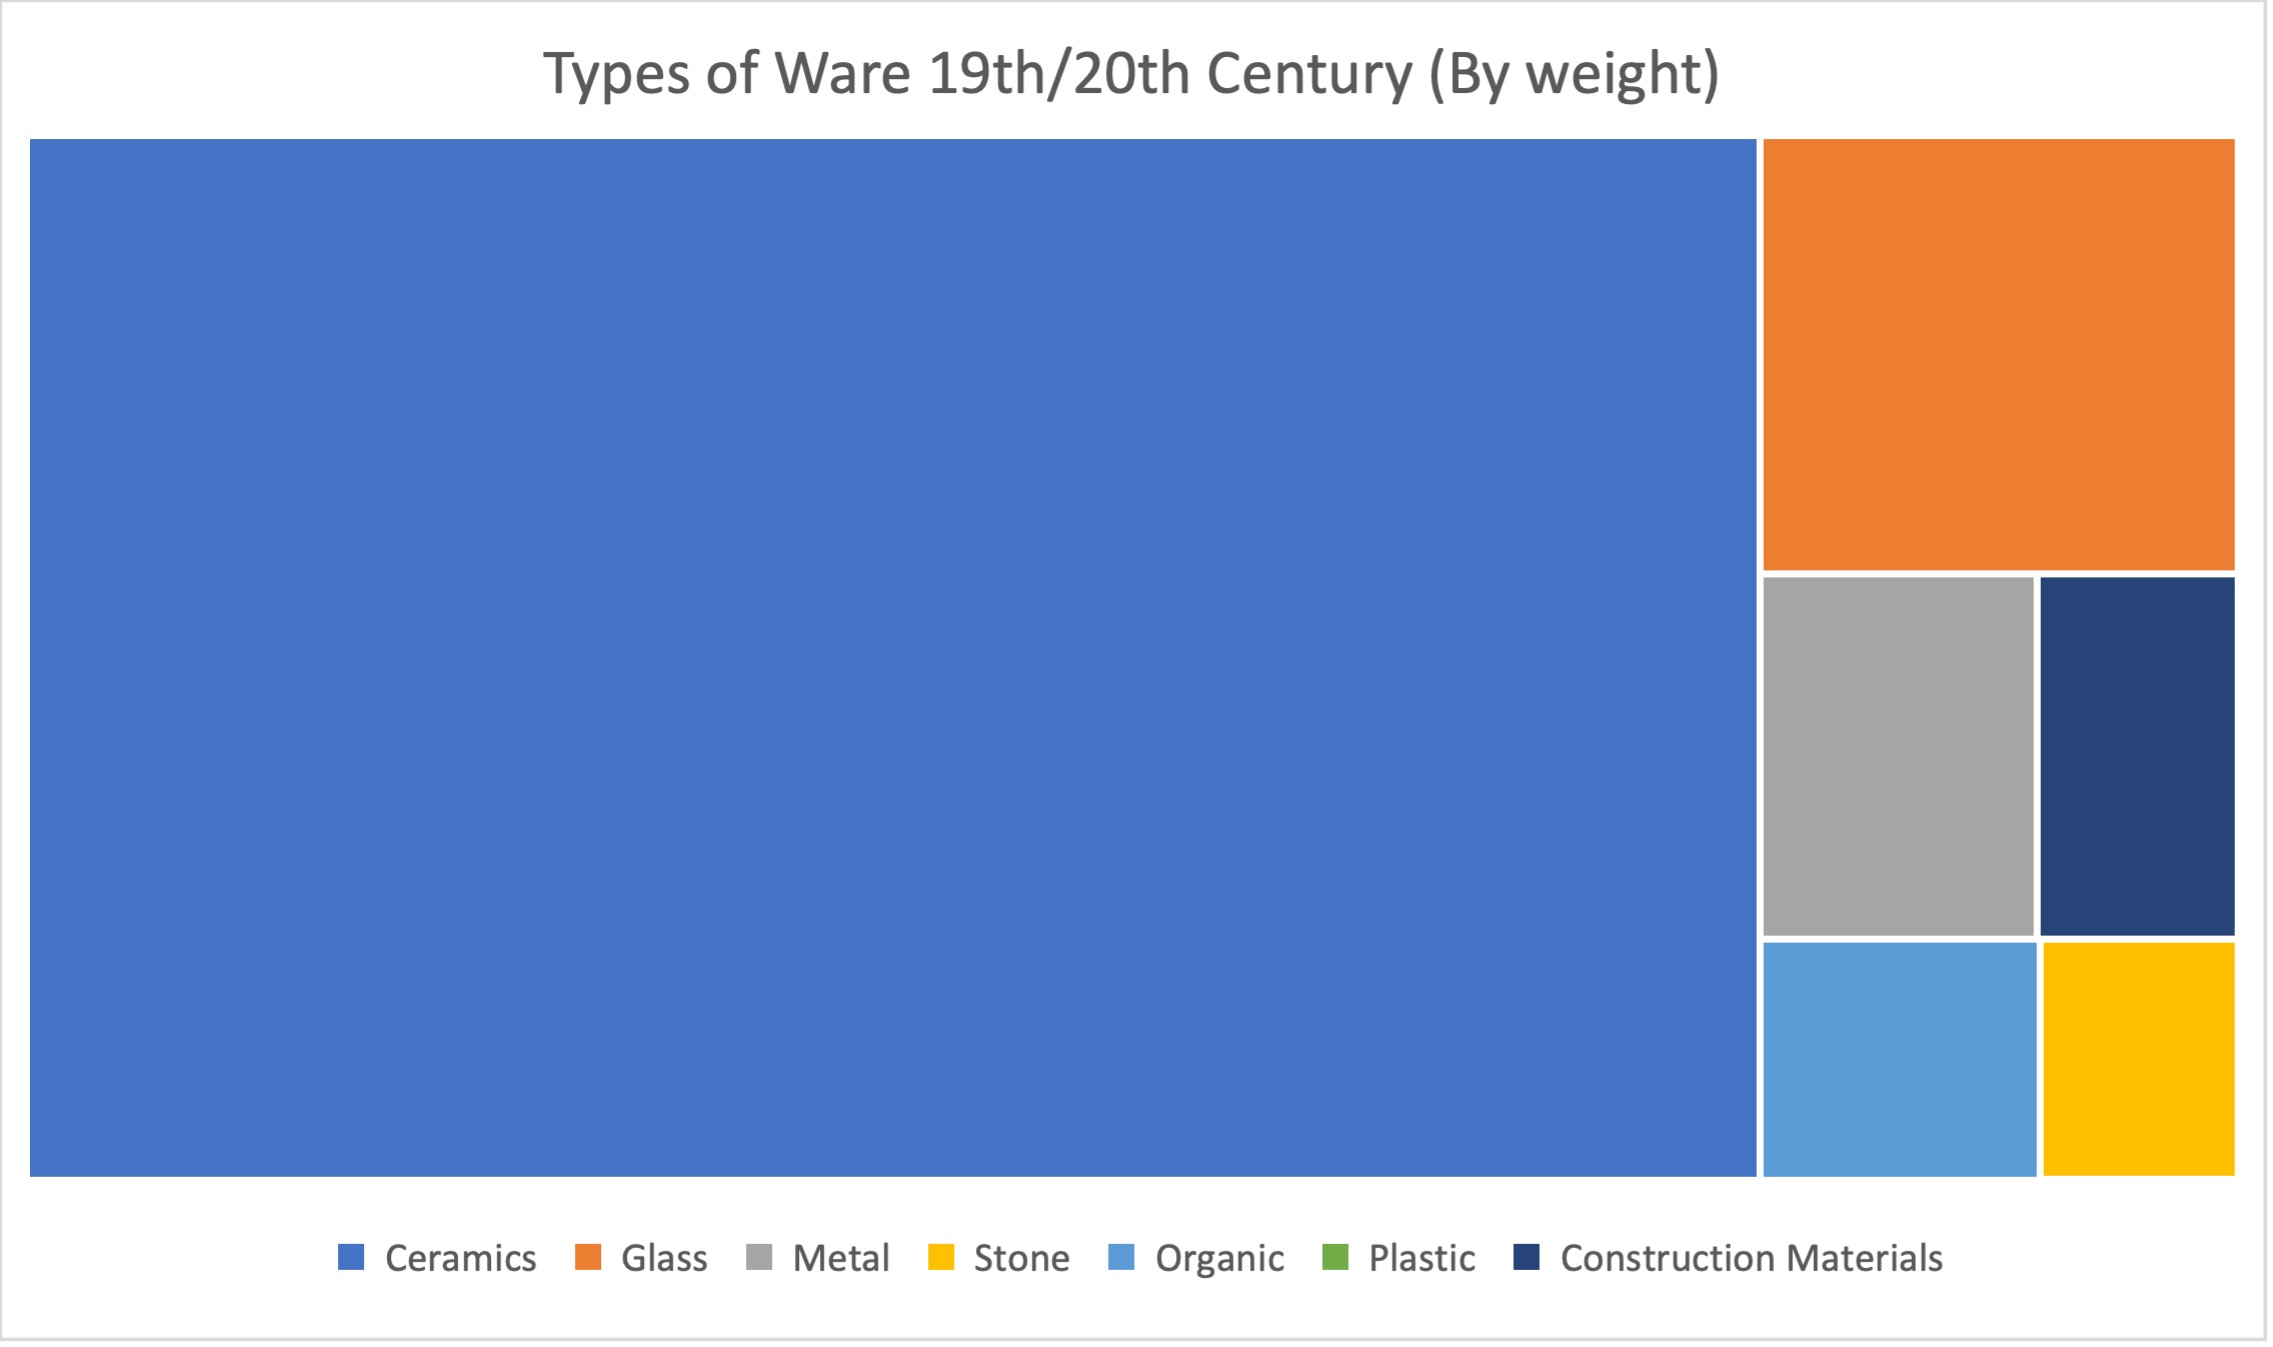 Types of Ware 19th/20th Century (By weight)
Ceramics Glass Metal Stone Organic Plastic Construction Materials